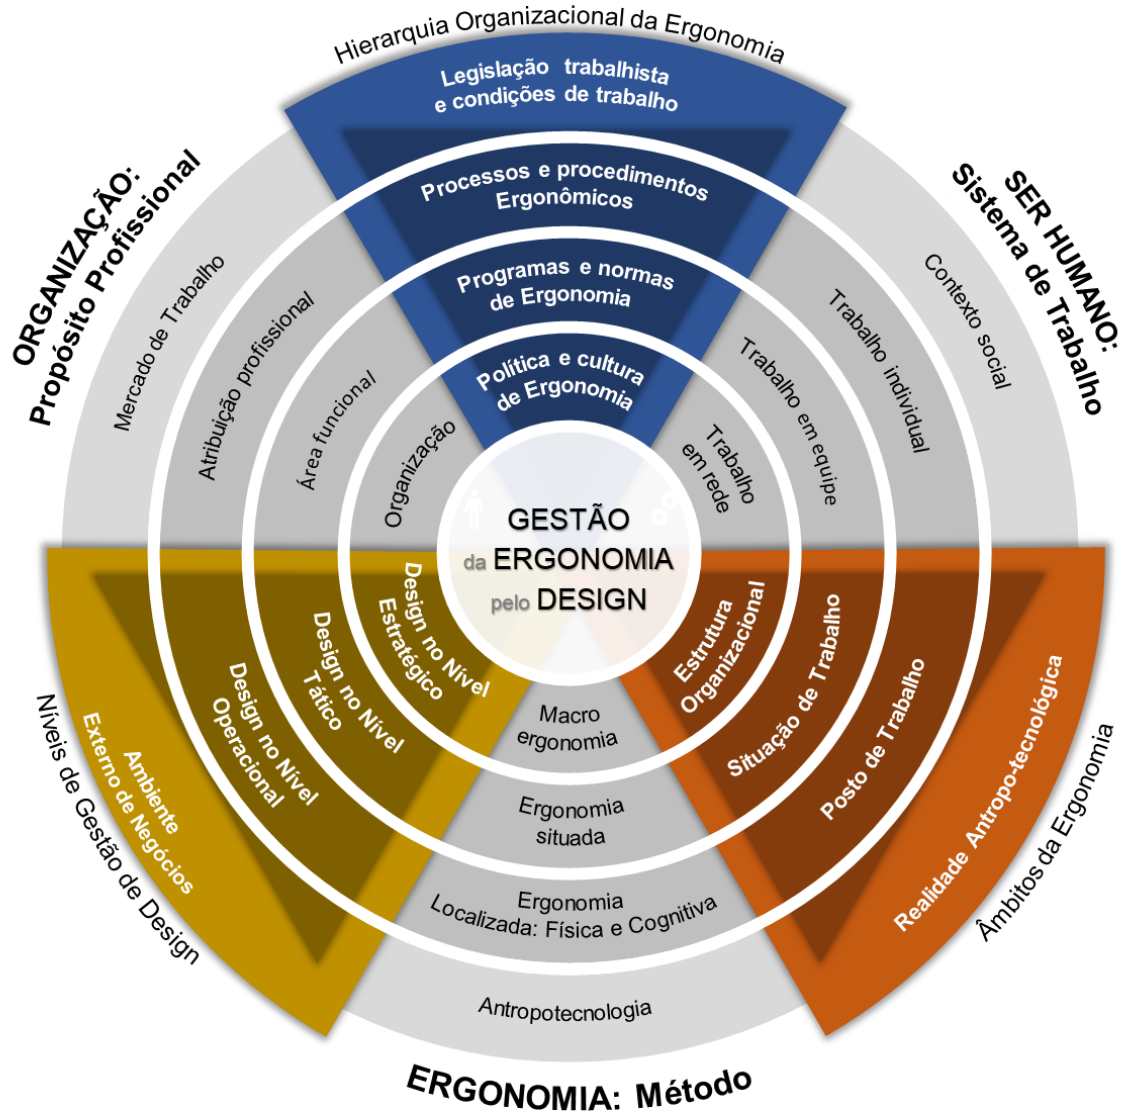 Hierarquia Organizacional da Ergonomia
Legislação trabalhista
e condições de trabalho
Processos e procedimentos
Ergonômicos
Programas e normas
de Ergonomia
Política e cultura
de Ergonomia
ORGANIZAÇÃO:
Propósito Profissional
Mercado de Trabalho
Atribuição profissional
Área funcional
Organização
SER HUMANO:
Sistema de Trabalho
Contexto social
Trabalho individual
Trabalho em equipe
Trabalho
em rede
GESTÃO
da ERGONOMIA
pelo DESIGN
Design no Nível
Estratégico
Design no Nível
Tático
Design no Nível
Operacional
Ambiente
Externo de Negócios
Níveis de Gestão de Design
Estrutura
Organizacional
Situação de Trabalho
Posto de Trabalho
Realidade Antropo-tecnológica
Âmbitos da Ergonomia
Macro
ergonomia
Ergonomia
situada
Ergonomia
Localizada: Física e Cognitiva
Antropotecnologia
ERGONOMIA: Método